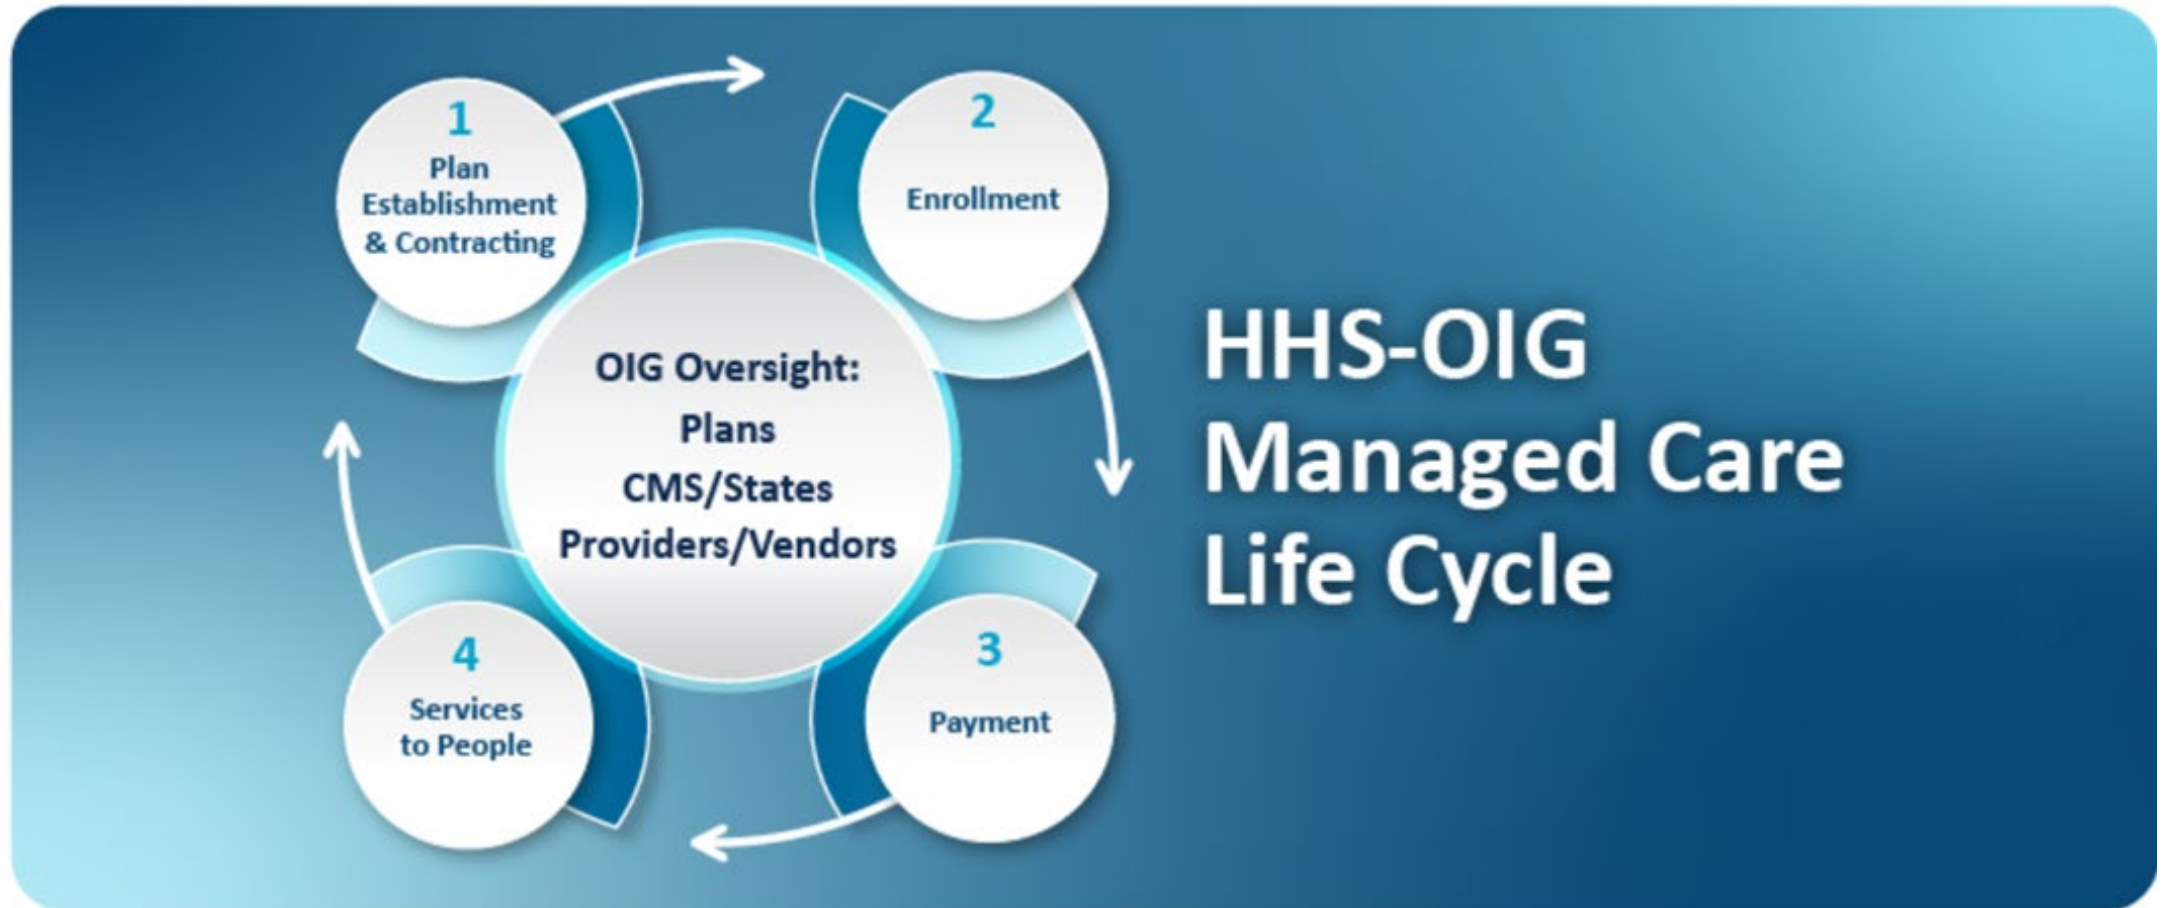 1
Plan
Establishment
& Contracting
2
Enrollment
OIG Oversight:
Plans
CMS/States
Providers/Vendors
4
Services
to People
3
Payment
HHS-OIG
Managed Care
Life Cycle